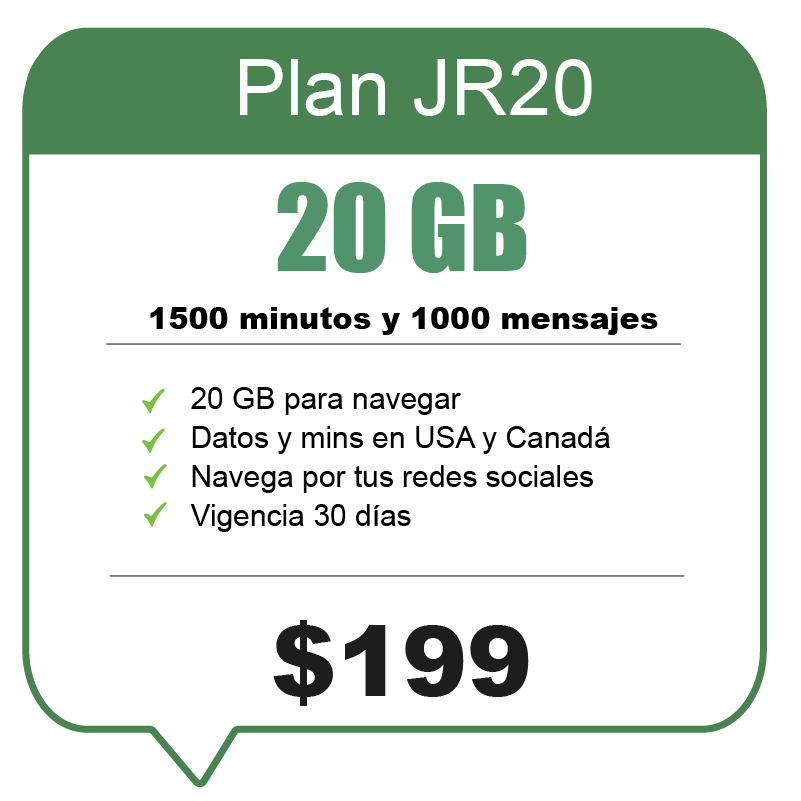 Plan JR20
20 GB
1500 minutos y 1000 mensajes
20 GB para navegar
Datos y mins en USA y Canadá
Navega por tus redes sociales
Vigencia 30 días
$199